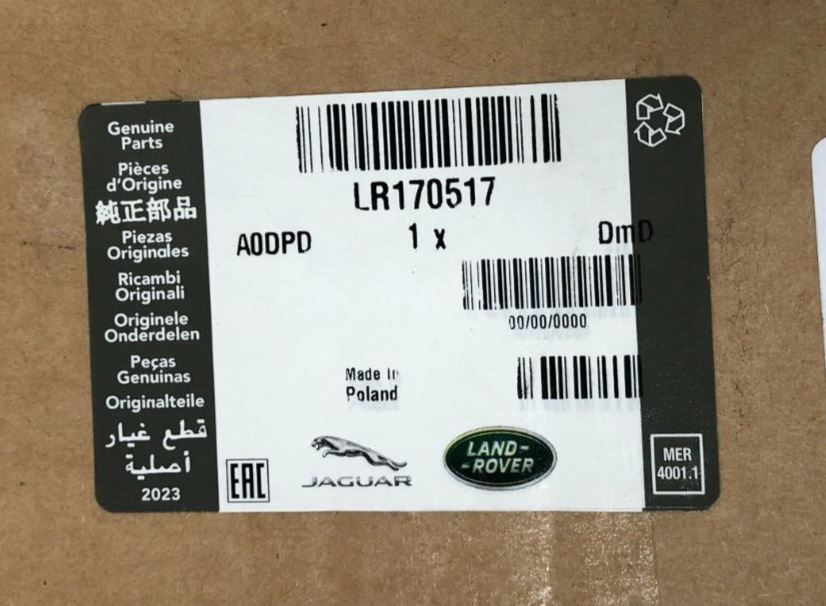 Genuine
Parts
Pièces
d'Origine
純正部品
Piezas
Originales
Ricambi
Originali
Originele
Onderdelen
Peças
Genuinas
Originalteile
قطع غيار
أصلية
2023
LR170517
A0DPD 1 x DmD
00/00/0000
Made In
Poland
EAC
JAGUAR
LAND-
-ROVER
MER
4001.1